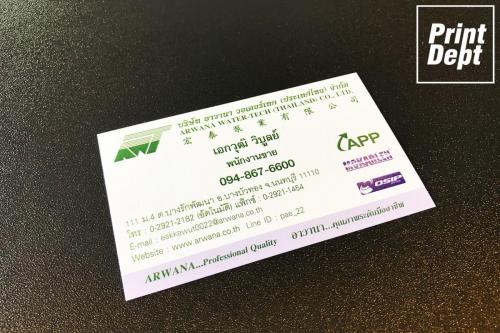 Print
Dept
AWT
บริษัท อาวานา วอเตอร์เทค (ประเทศไทย) จำกัด
ARWANA WATER-TECH (THAILAND) CO., LTD.
宏泰泵業有限公司
เอกวุฒิ วิบูลย์
พนักงานขาย
094-867-6600
APP
OSIP
111 ม.4 ต.บางรักพัฒนา อ.บางบัวทอง จ.นนทบุรี 11110
โทร : 0-2921-2182 (อัตโนมัติ) แฟ็กซ์ : 0-2921-1454
E-mail : eakkawut0022@arwana.co.th Line ID : pae_22
Website : www.arwana.co.th
ARWANA...Professional Quality อาวานา...คุณภาพระดับมืออาชีพ